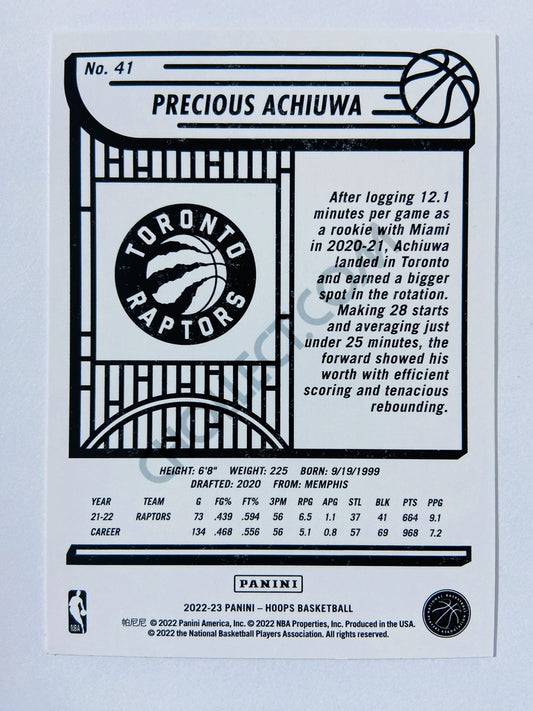 No. 41
PRECIOUS ACHIUWA
TORONTO
RAPTORS
After logging 12.1
minutes per game as
a rookie with Miami
in 2020-21, Achiuwa
landed in Toronto
and earned a bigger
spot in the rotation.
Making 28 starts
and averaging just
under 25 minutes, the
forward showed his
worth with efficient
scoring and tenacious
rebounding.
HEIGHT: 6'8" WEIGHT: 225 BORN: 9/19/1999
DRAFTED: 2020 FROM: MEMPHIS
YEAR TEAM G FG% FT% 3PM RPG APG STL BLK PTS PPG
21-22 RAPTORS 73 .439 .594 56 6.5 1.1 37 41 664 9.1
CAREER 134 .468 .556 56 5.1 0.8 57 69 968 7.2
PANINI
2022-23 PANINI – HOOPS BASKETBALL
帕尼尼 © 2022 Panini America, Inc. © 2022 NBA Properties, Inc. Produced in the USA.
© 2022 the National Basketball Players Association. All rights reserved.
NBA